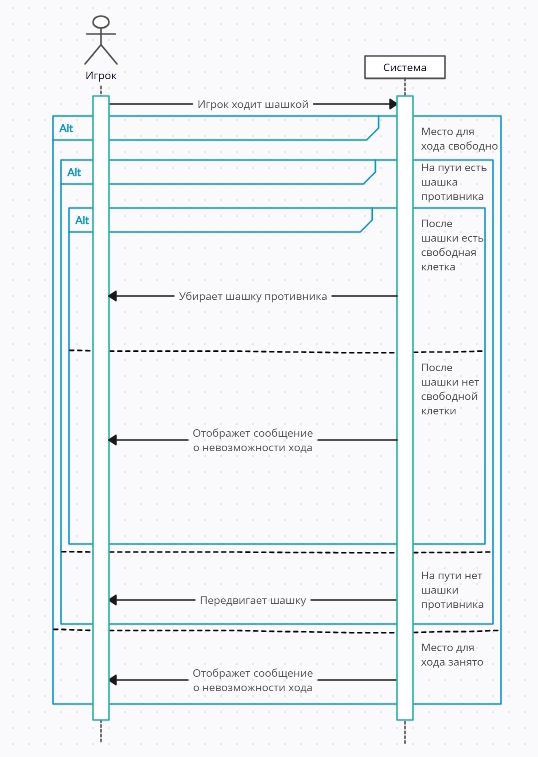 Игрок
Система
Игрок ходит шашкой
Alt
Место для
хода свободно
Alt
На пути есть
шашка
противника
Alt
После
шашки есть
свободная
клетка
Убирает шашку противника
После
шашки нет
свободной
клетки
Отображет сообщение
о невозможности хода
На пути нет
шашки
противника
Передвигает шашку
Место для
хода занято
Отображет сообщение
о невозможности хода